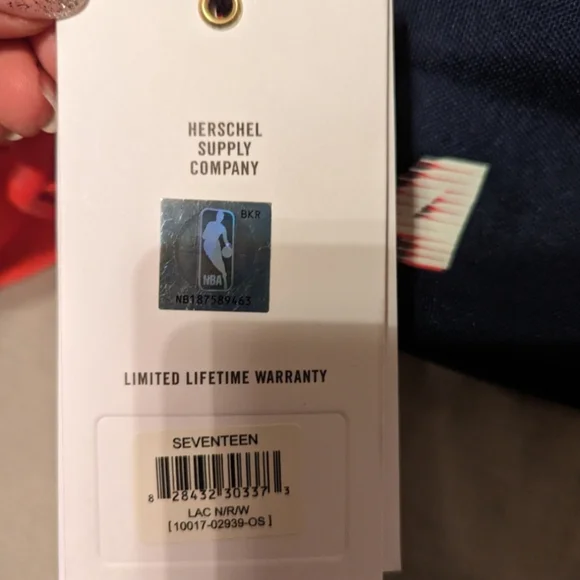 HERSCHEL
SUPPLY
COMPANY
BKR
NBA
NB187589463
LIMITED LIFETIME WARRANTY
SEVENTEEN
8 28432 30337 3
LAC N/R/W
[10017-02939-OS]